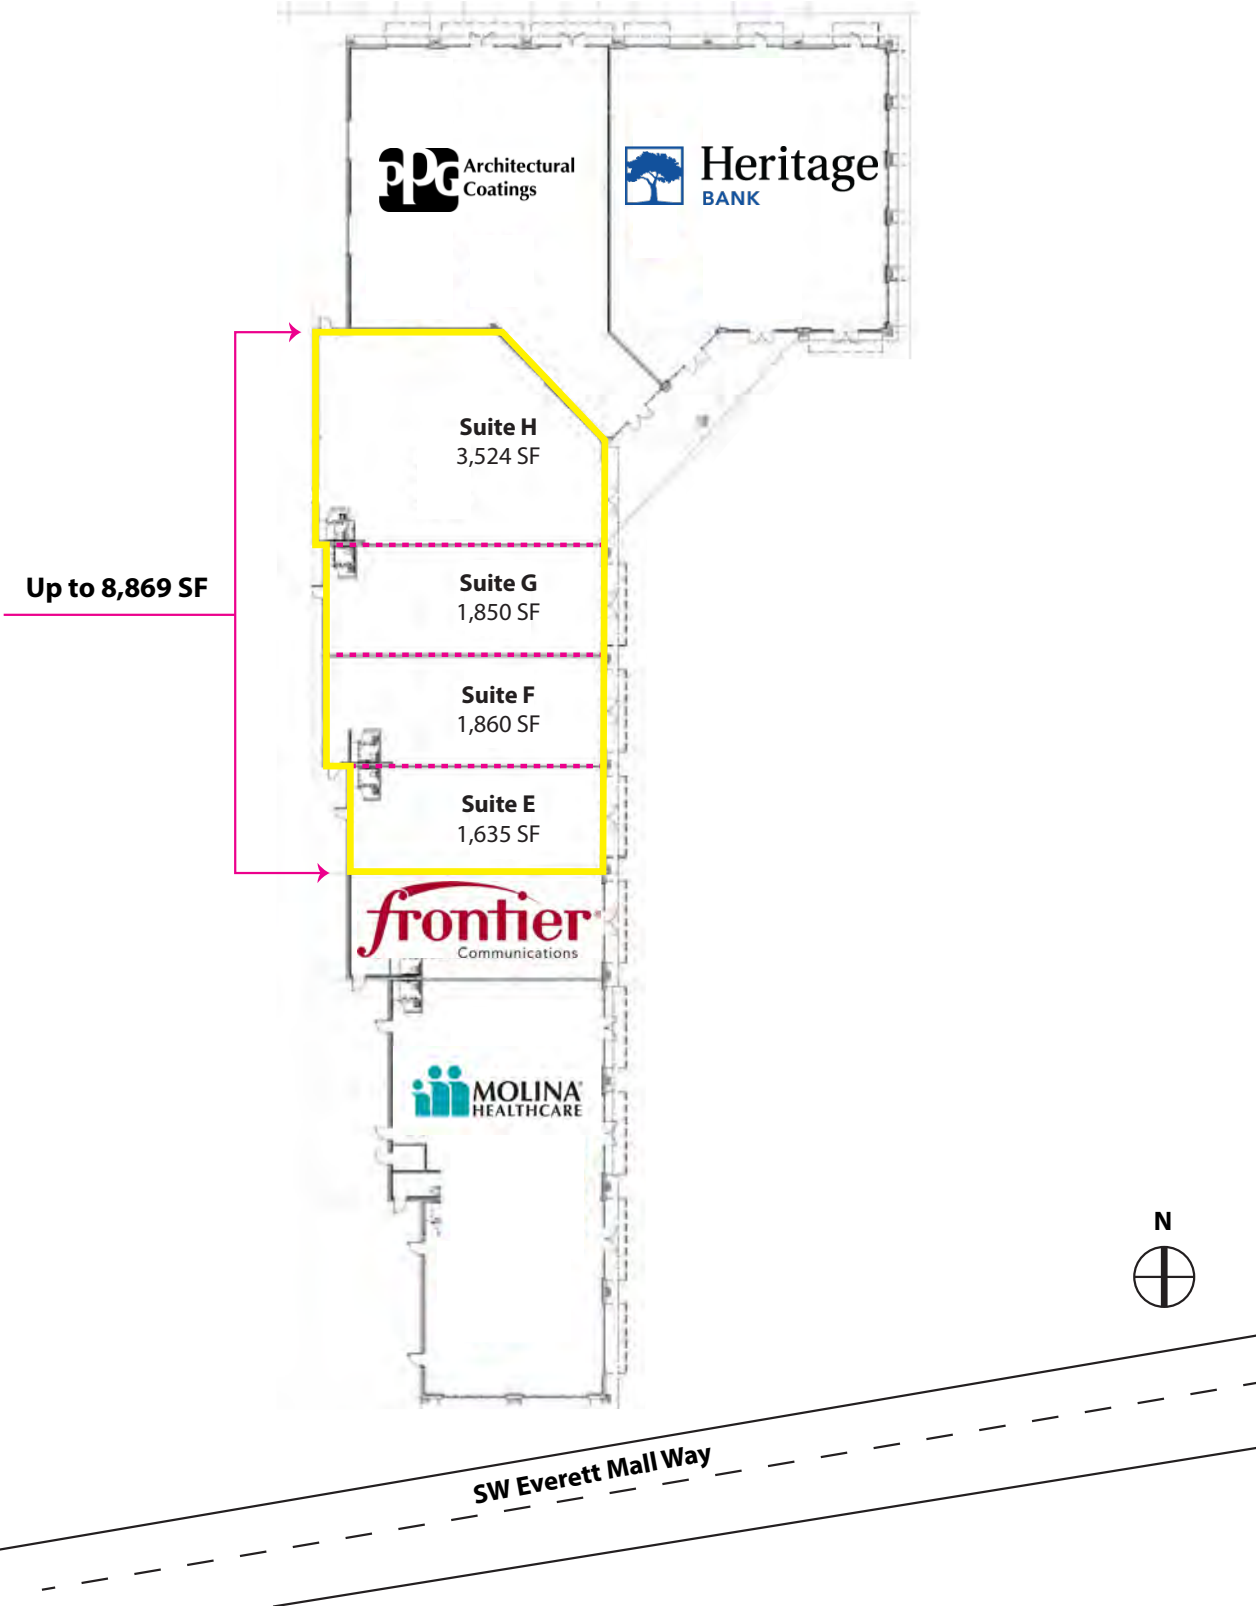 ppg Architectural
Coatings
Heritage
BANK
Suite H
3,524 SF
Up to 8,869 SF
Suite G
1,850 SF
Suite F
1,860 SF
Suite E
1,635 SF
frontier
Communications
MOLINA
HEALTHCARE
N
SW Everett Mall Way